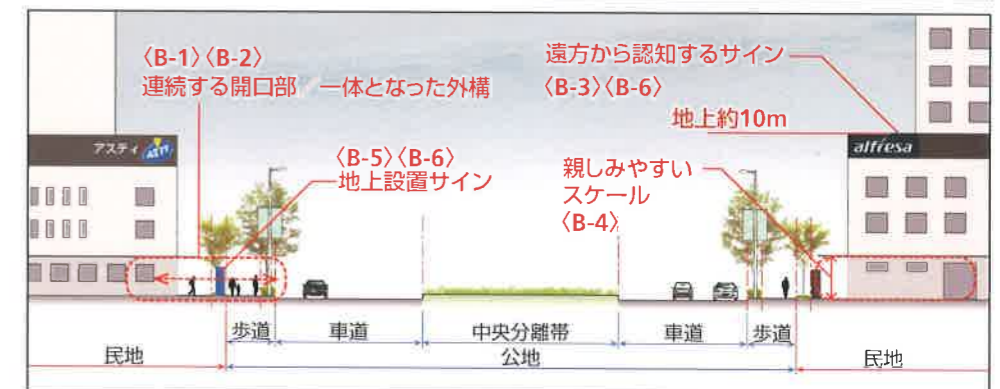 〈B-1〉〈B-2〉
連続する開口部　一体となった外構
遠方から認知するサイン
〈B-3〉〈B-6〉
地上約10m
アスティ ASTY
alfresa
〈B-5〉〈B-6〉
地上設置サイン
親しみやすい
スケール
〈B-4〉
歩道
車道
中央分離帯
車道
歩道
民地
公地
民地